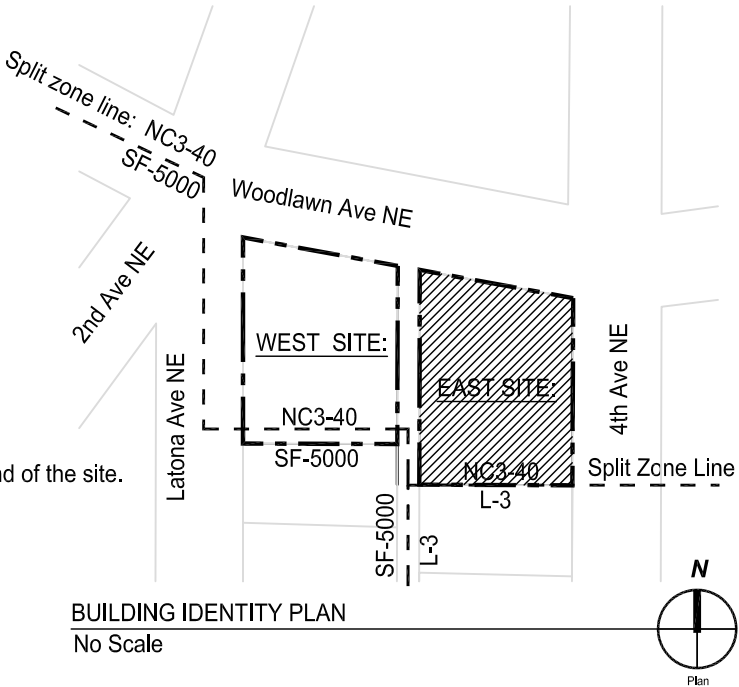 Split zone line: NC3-40
SF-5000
Woodlawn Ave NE
2nd Ave NE
WEST SITE:
EAST SITE:
4th Ave NE
Latona Ave NE
NC3-40
SF-5000
nd of the site.
NC3-40
L-3
Split Zone Line
SF-5000
L-3
BUILDING IDENTITY PLAN
No Scale
N
Plan